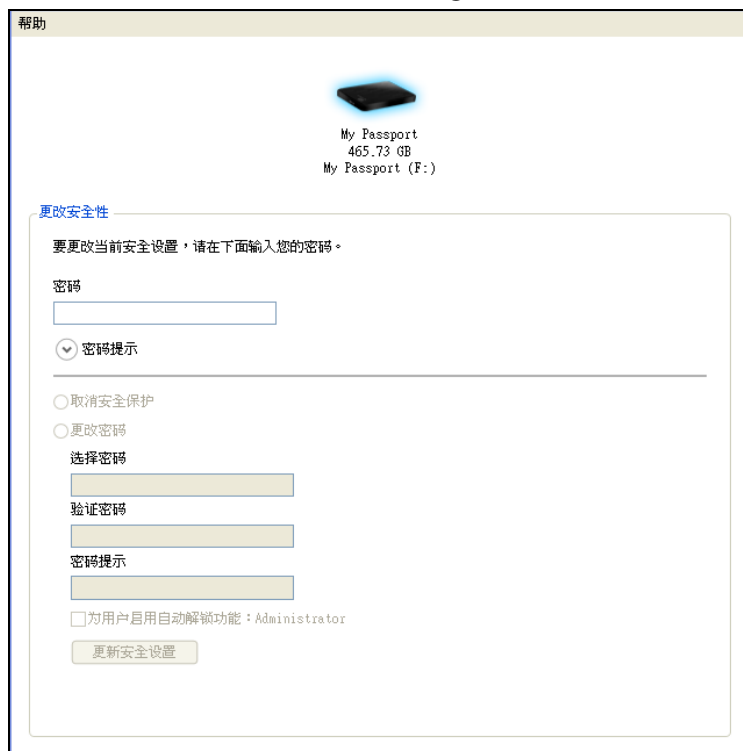 帮助
My Passport
465.73 GB
My Passport (F:)
更改安全性
要更改当前安全设置，请在下面输入您的密码。
密码
密码提示
取消安全保护
更改密码
选择密码
验证密码
密码提示
为用户启用自动解锁功能：Administrator
更新安全设置